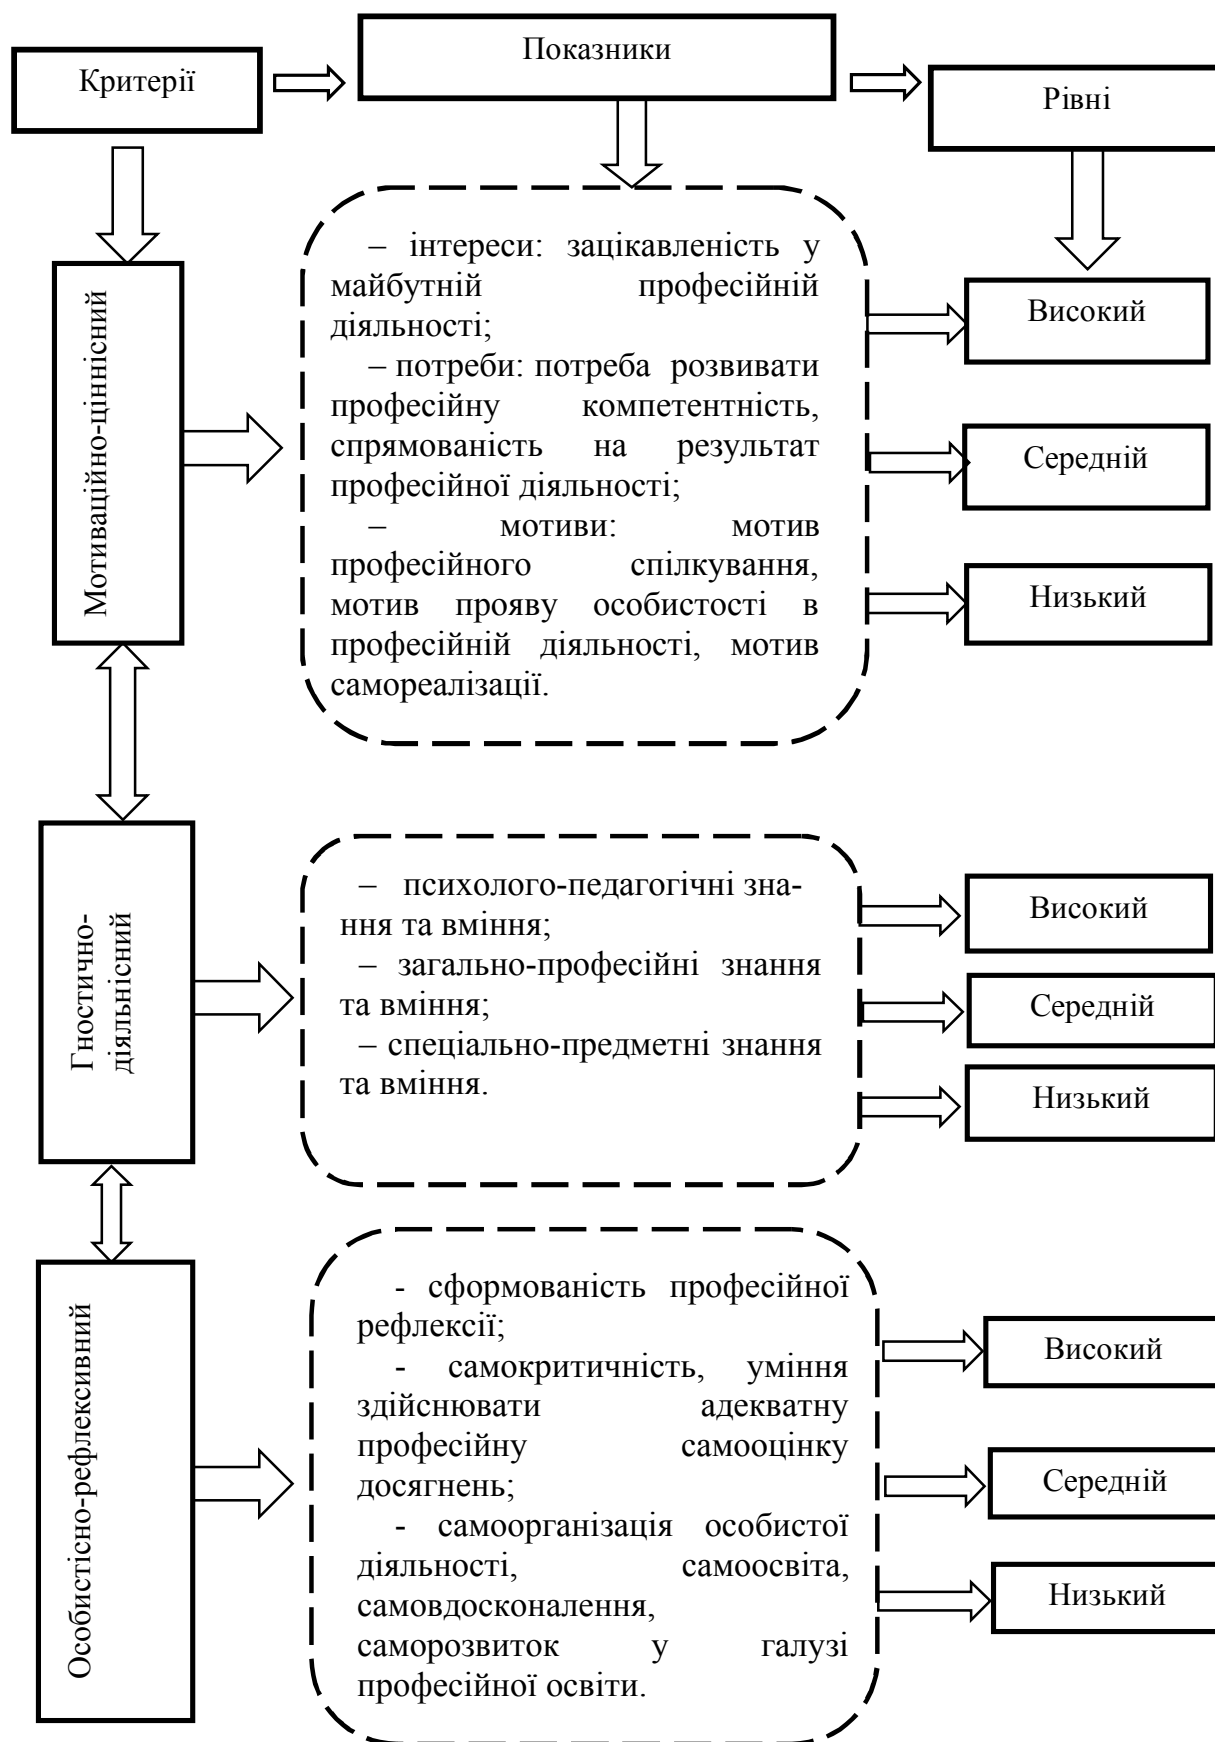 Критерії
Показники
Рівні
Мотиваційно-ціннісний
– інтереси: зацікавленість у
майбутній професійній
діяльності;
– потреби: потреба розвивати
професійну компетентність,
спрямованість на результат
професійної діяльності;
– мотиви: мотив
професійного спілкування,
мотив прояву особистості в
професійній діяльності, мотив
самореалізації.
Високий
Середній
Низький
Гностично-
діяльнісний
– психолого-педагогічні зна-
ння та вміння;
– загально-професійні знання
та вміння;
– спеціально-предметні знання
та вміння.
Високий
Середній
Низький
Особистісно-рефлексивний
- сформованість професійної
рефлексії;
- самокритичність, уміння
здійснювати адекватну
професійну самооцінку
досягнень;
- самоорганізація особистої
діяльності, самоосвіта,
самовдосконалення,
саморозвиток у галузі
професійної освіти.
Високий
Середній
Низький